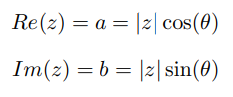 Re(z) = a = |z| cos(θ)
Im(z) = b = |z| sin(θ)